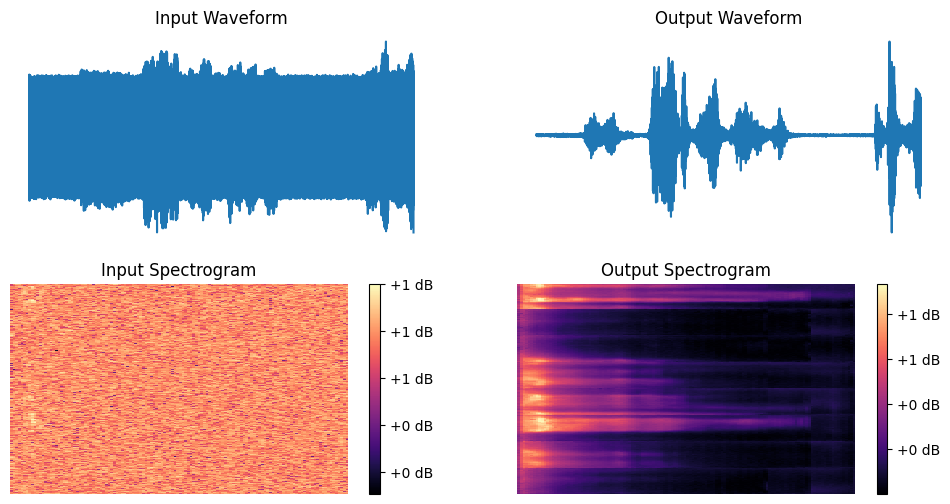 Input Waveform
Output Waveform
Input Spectrogram
+1 dB
+1 dB
+1 dB
+0 dB
+0 dB
Output Spectrogram
+1 dB
+1 dB
+0 dB
+0 dB